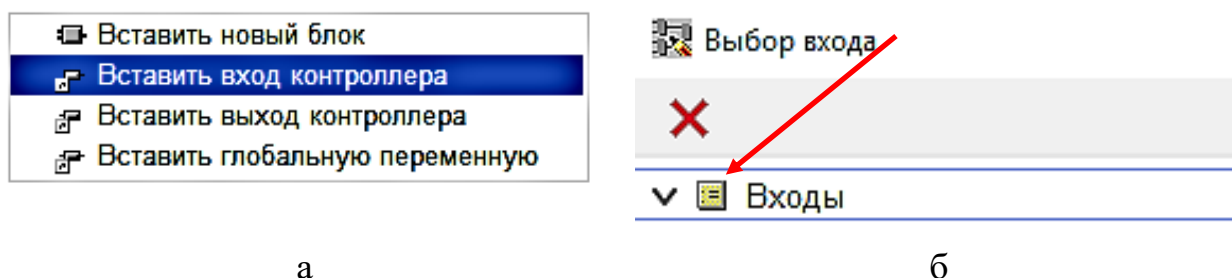 Вставить новый блок
Вставить вход контроллера
Вставить выход контроллера
Вставить глобальную переменную
а
Выбор входа
Входы
б